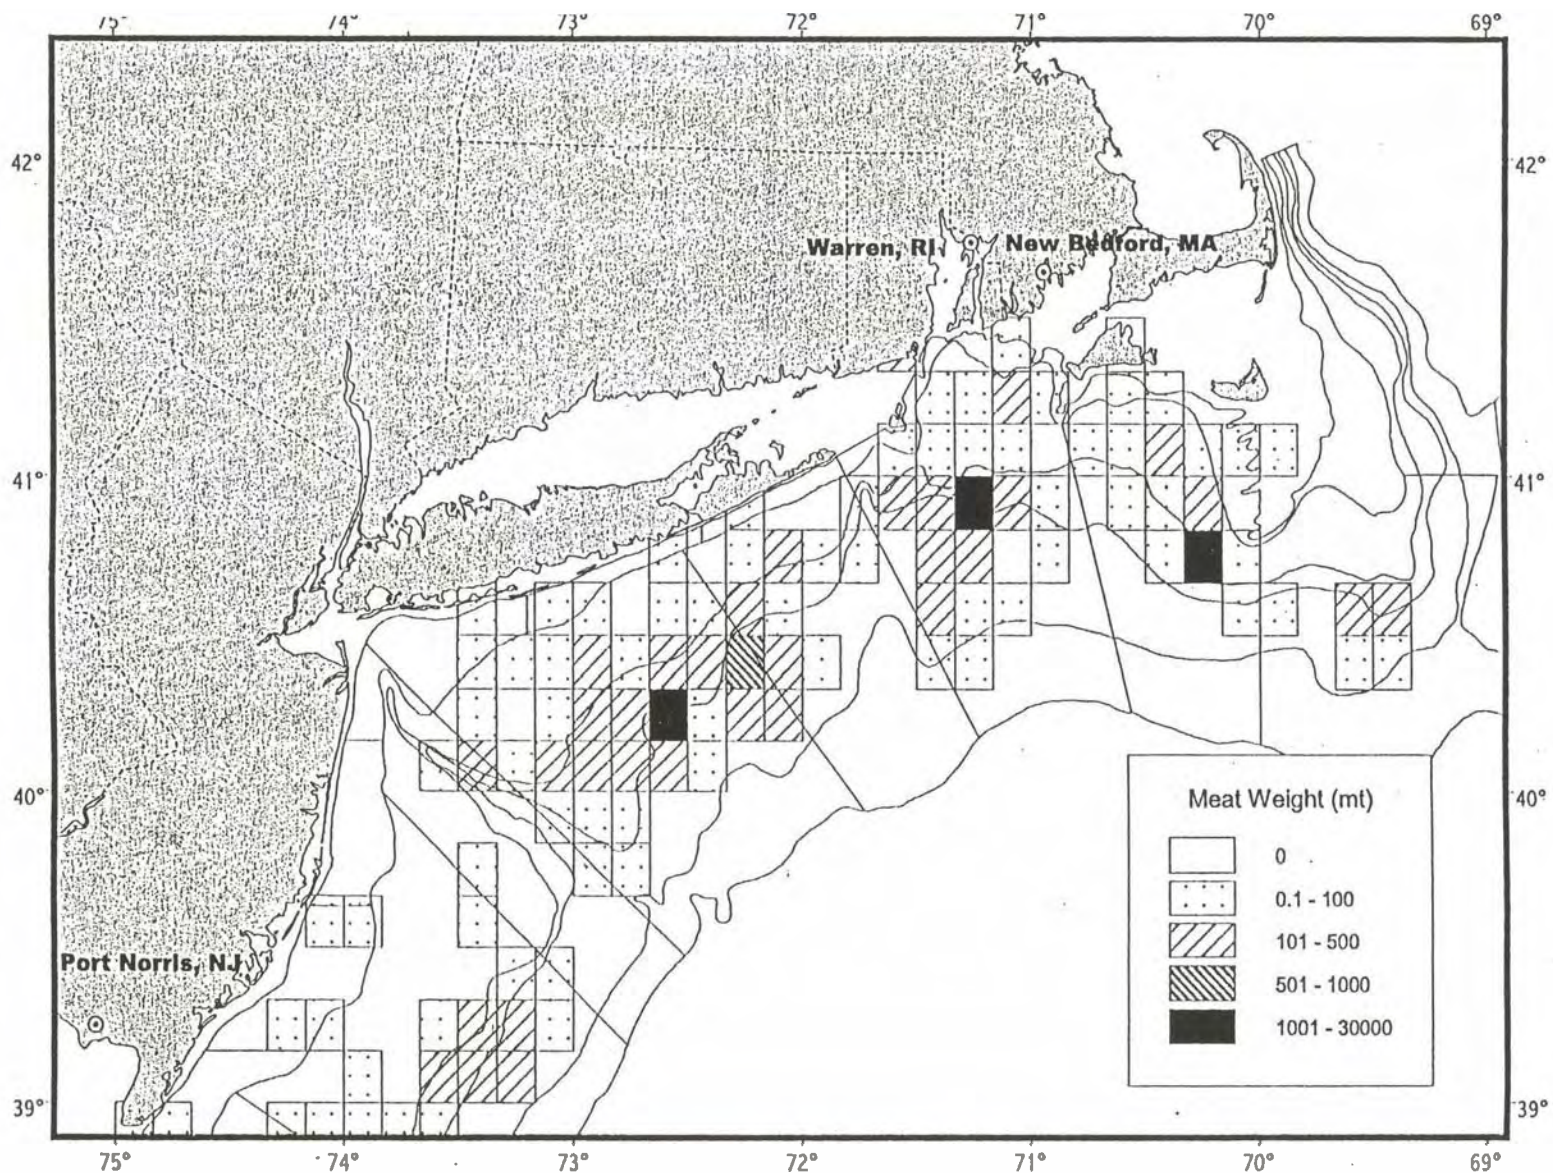 75° 74° 73° 72° 71° 70° 69°
42° 42°
Warren, RI New Bedford, MA
41° 41°
40° 40°
Meat Weight (mt)
0
0.1 - 100
101 - 500
501 - 1000
1001 - 30000
Port Norris, NJ
39° 39°
75° 74° 73° 72° 71° 70° 69°